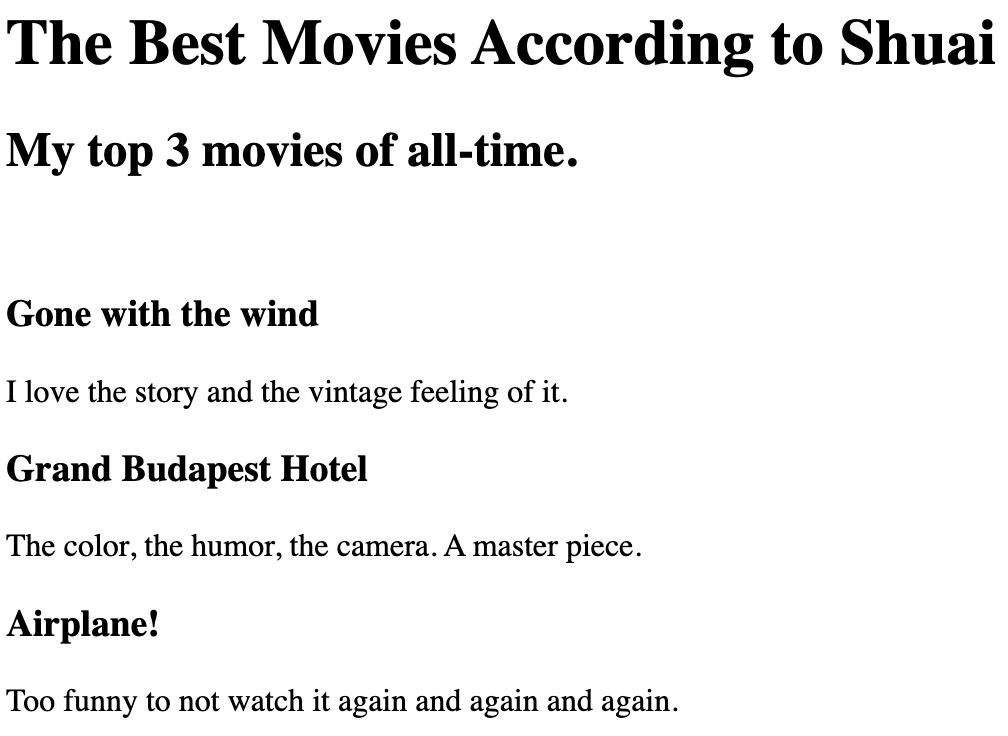 The Best Movies According to Shuai
My top 3 movies of all-time.
Gone with the wind
I love the story and the vintage feeling of it.
Grand Budapest Hotel
The color, the humor, the camera. A master piece.
Airplane!
Too funny to not watch it again and again and again.